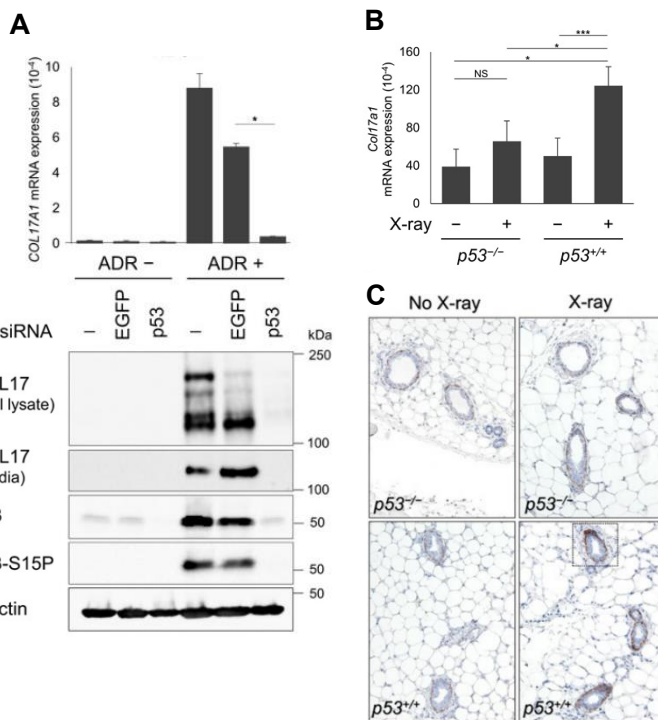 A
COL17A1 mRNA expression (10⁻⁴)
10
8
6
4
2
0
*
ADR − ADR +
siRNA − EGFP p53 − EGFP p53 kDa
250
L17
l lysate)
100
L17
dia)
100
50
-S15P
50
50
ctin
B
Col17a1
mRNA expression (10⁻⁴)
160
120
80
40
0
***
*
*
NS
X-ray − + − +
p53⁻/⁻ p53⁺/⁺
C
No X-ray X-ray
p53⁻/⁻ p53⁻/⁻
p53⁺/⁺ p53⁺/⁺